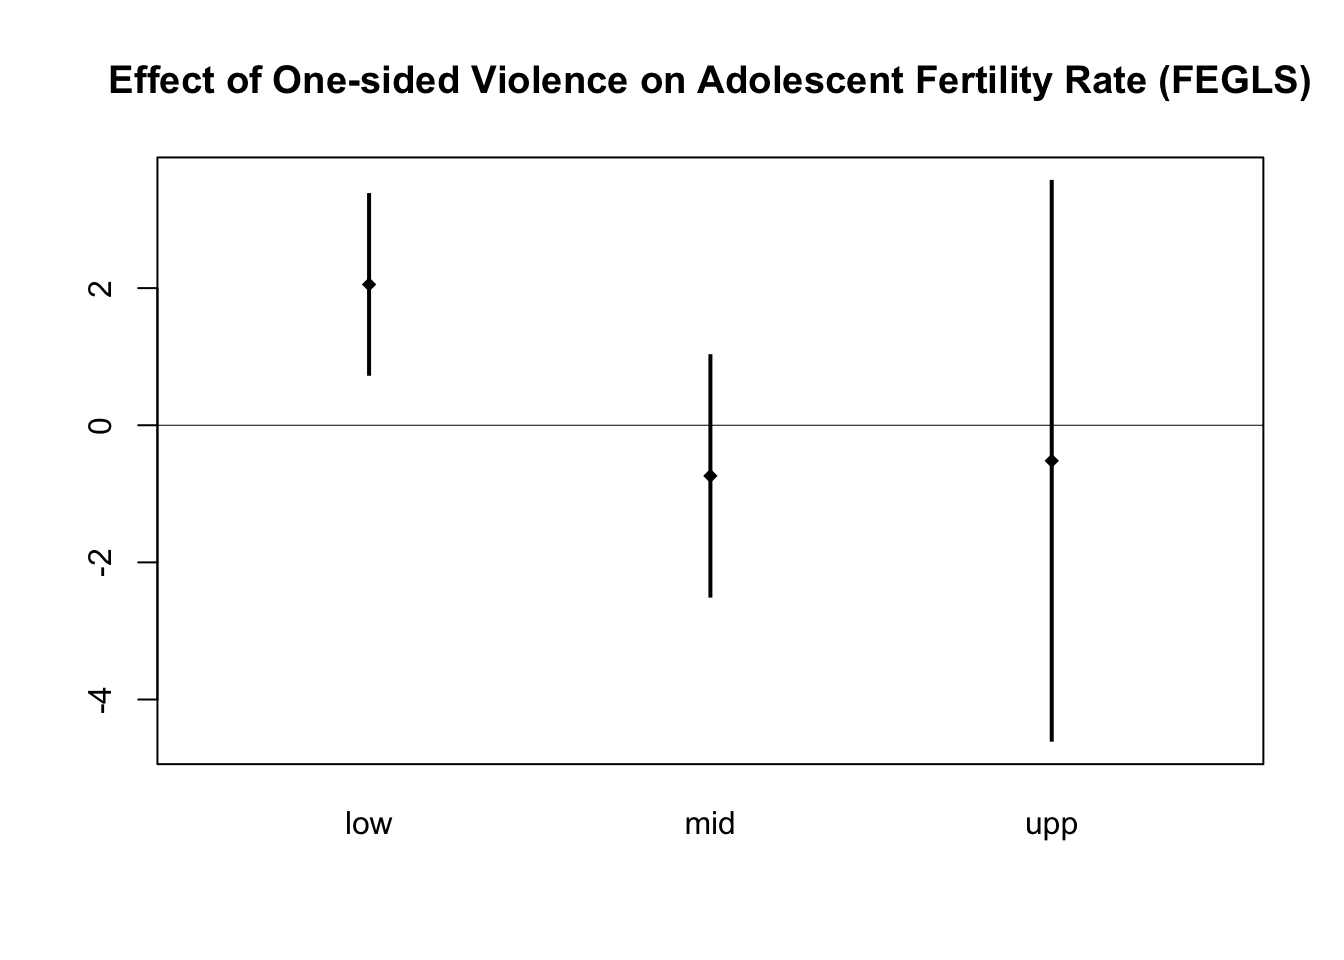 Effect of One-sided Violence on Adolescent Fertility Rate (FEGLS)
2
0
-2
-4
low mid upp